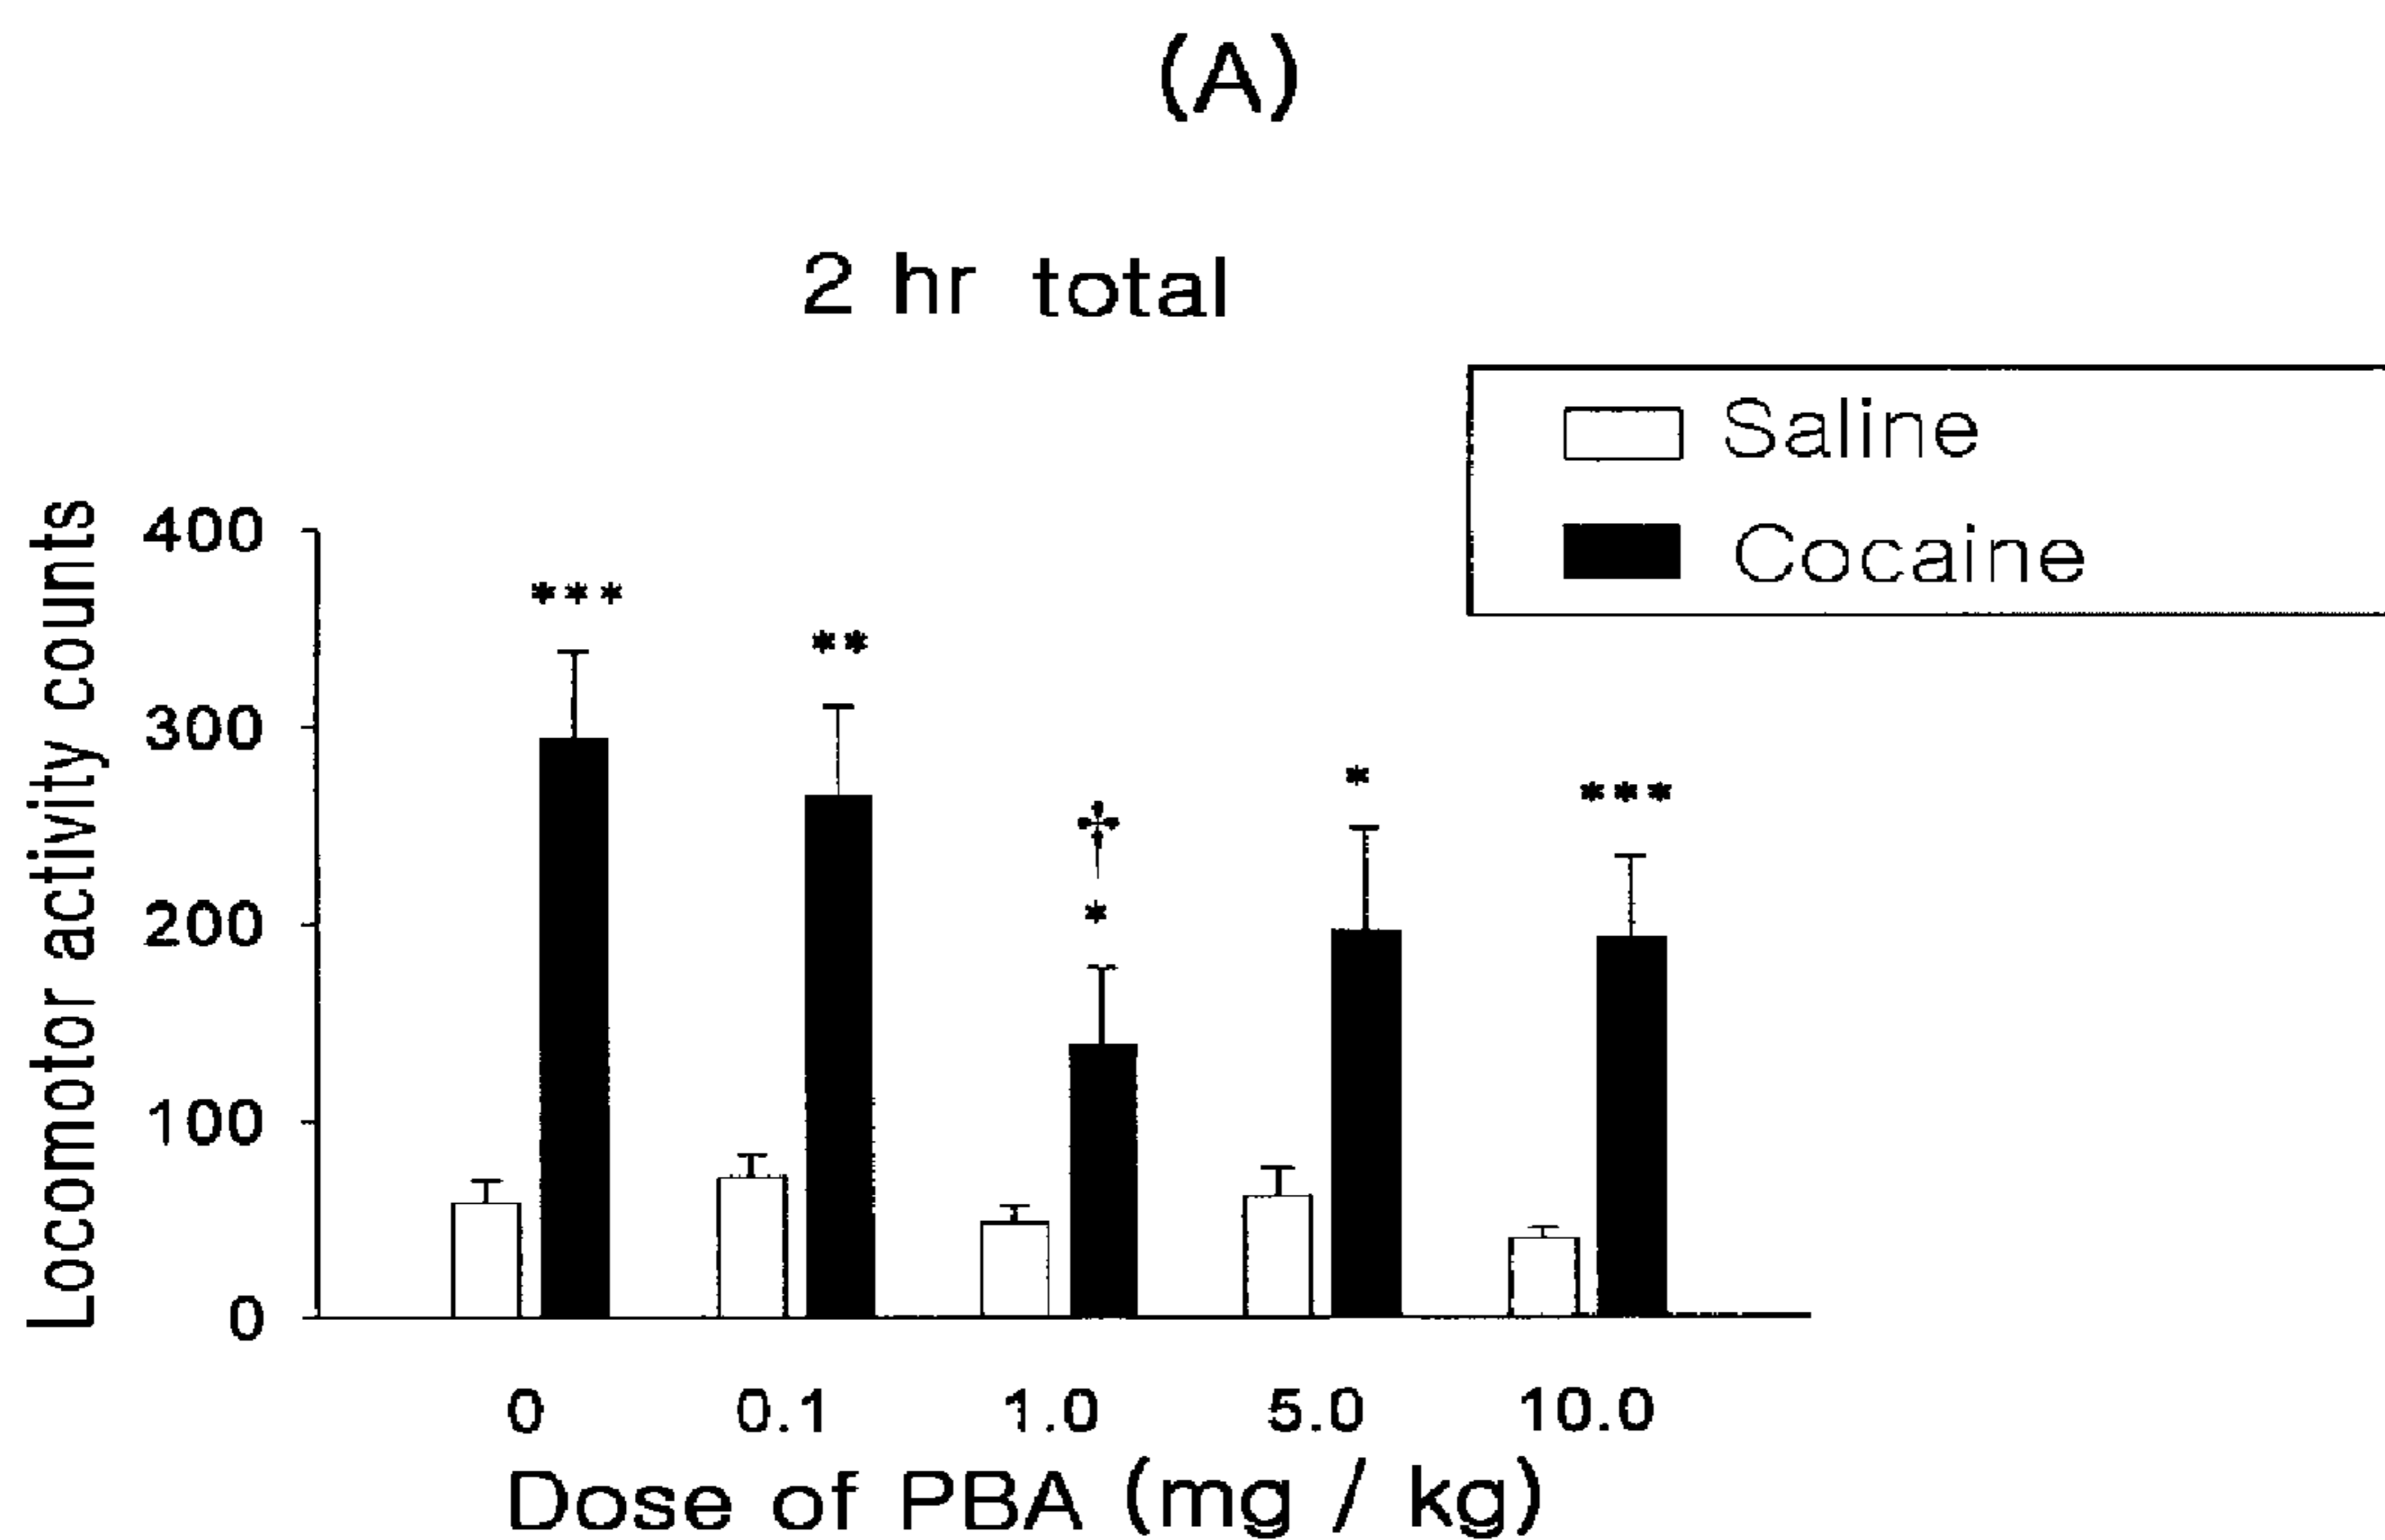 (A)
2 hr total
Saline
Cocaine
Locomotor activity counts
400
300
200
100
0
***
**
†
*
*
***
0 0.1 1.0 5.0 10.0
Dose of PBA (mg / kg)